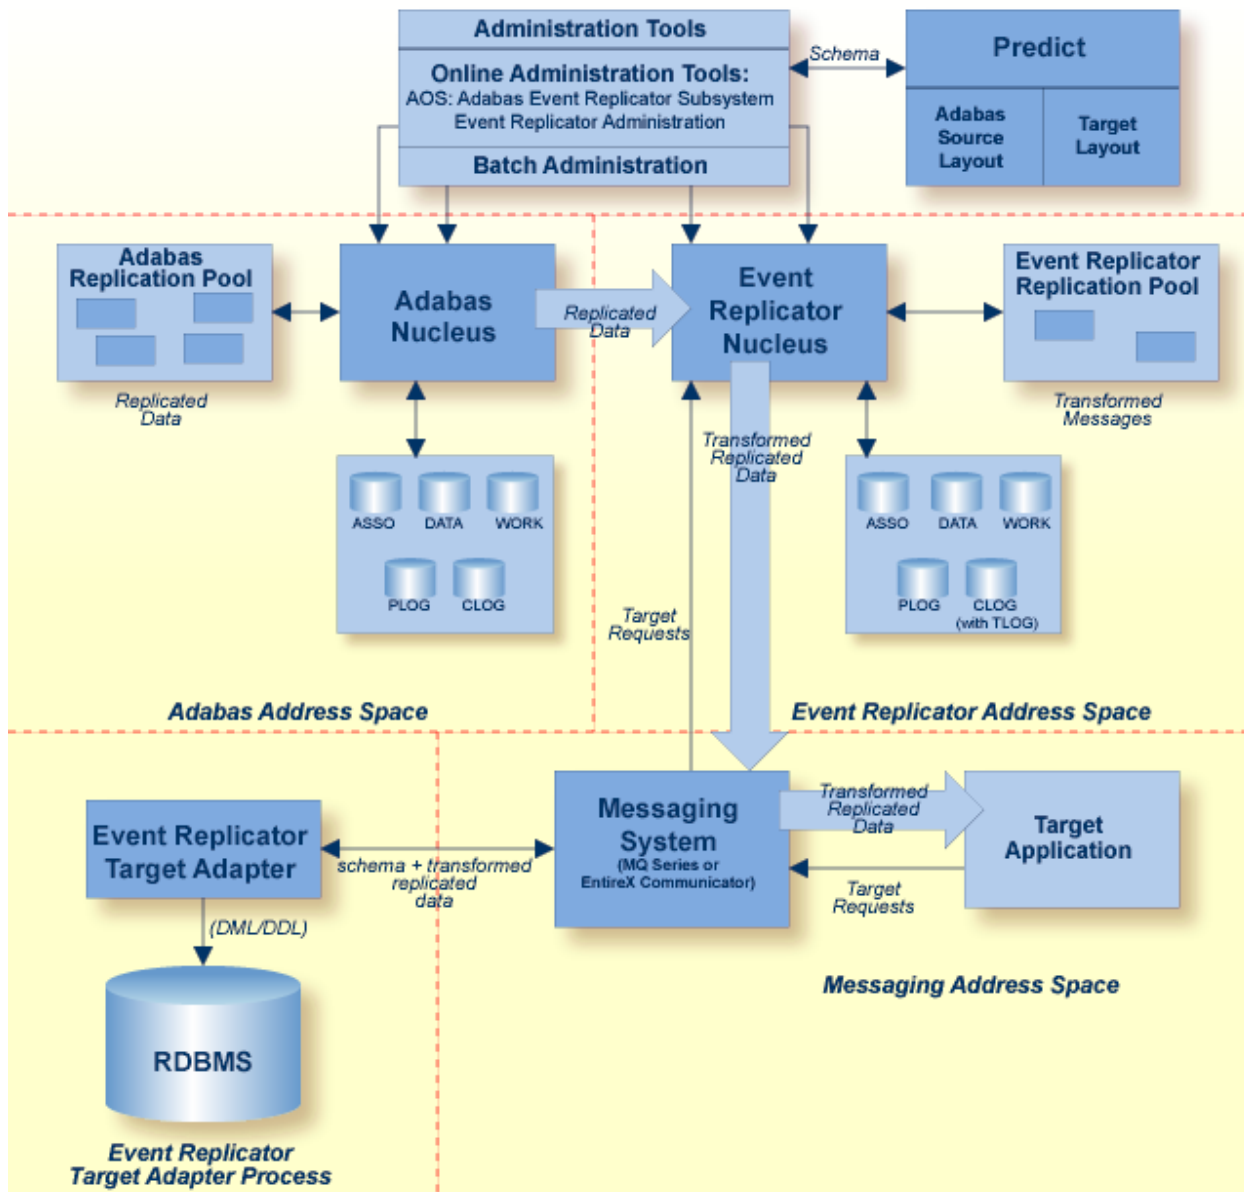 Administration Tools
Online Administration Tools:
AOS: Adabas Event Replicator Subsystem
Event Replicator Administration
Batch Administration
Schema
Predict
Adabas
Source
Layout
Target
Layout
Adabas
Replication Pool
Replicated
Data
Adabas
Nucleus
Replicated
Data
Event
Replicator
Nucleus
Event Replicator
Replication Pool
Transformed
Messages
ASSO
DATA
WORK
PLOG
CLOG
Transformed
Replicated
Data
Target
Requests
ASSO
DATA
WORK
PLOG
CLOG
(with TLOG)
Adabas Address Space
Event Replicator Address Space
Event Replicator
Target Adapter
schema + transformed
replicated
data
(DML/DDL)
RDBMS
Event Replicator
Target Adapter Process
Messaging
System
(MQ Series or
EntireX Communicator)
Transformed
Replicated
Data
Target
Requests
Target
Application
Messaging Address Space